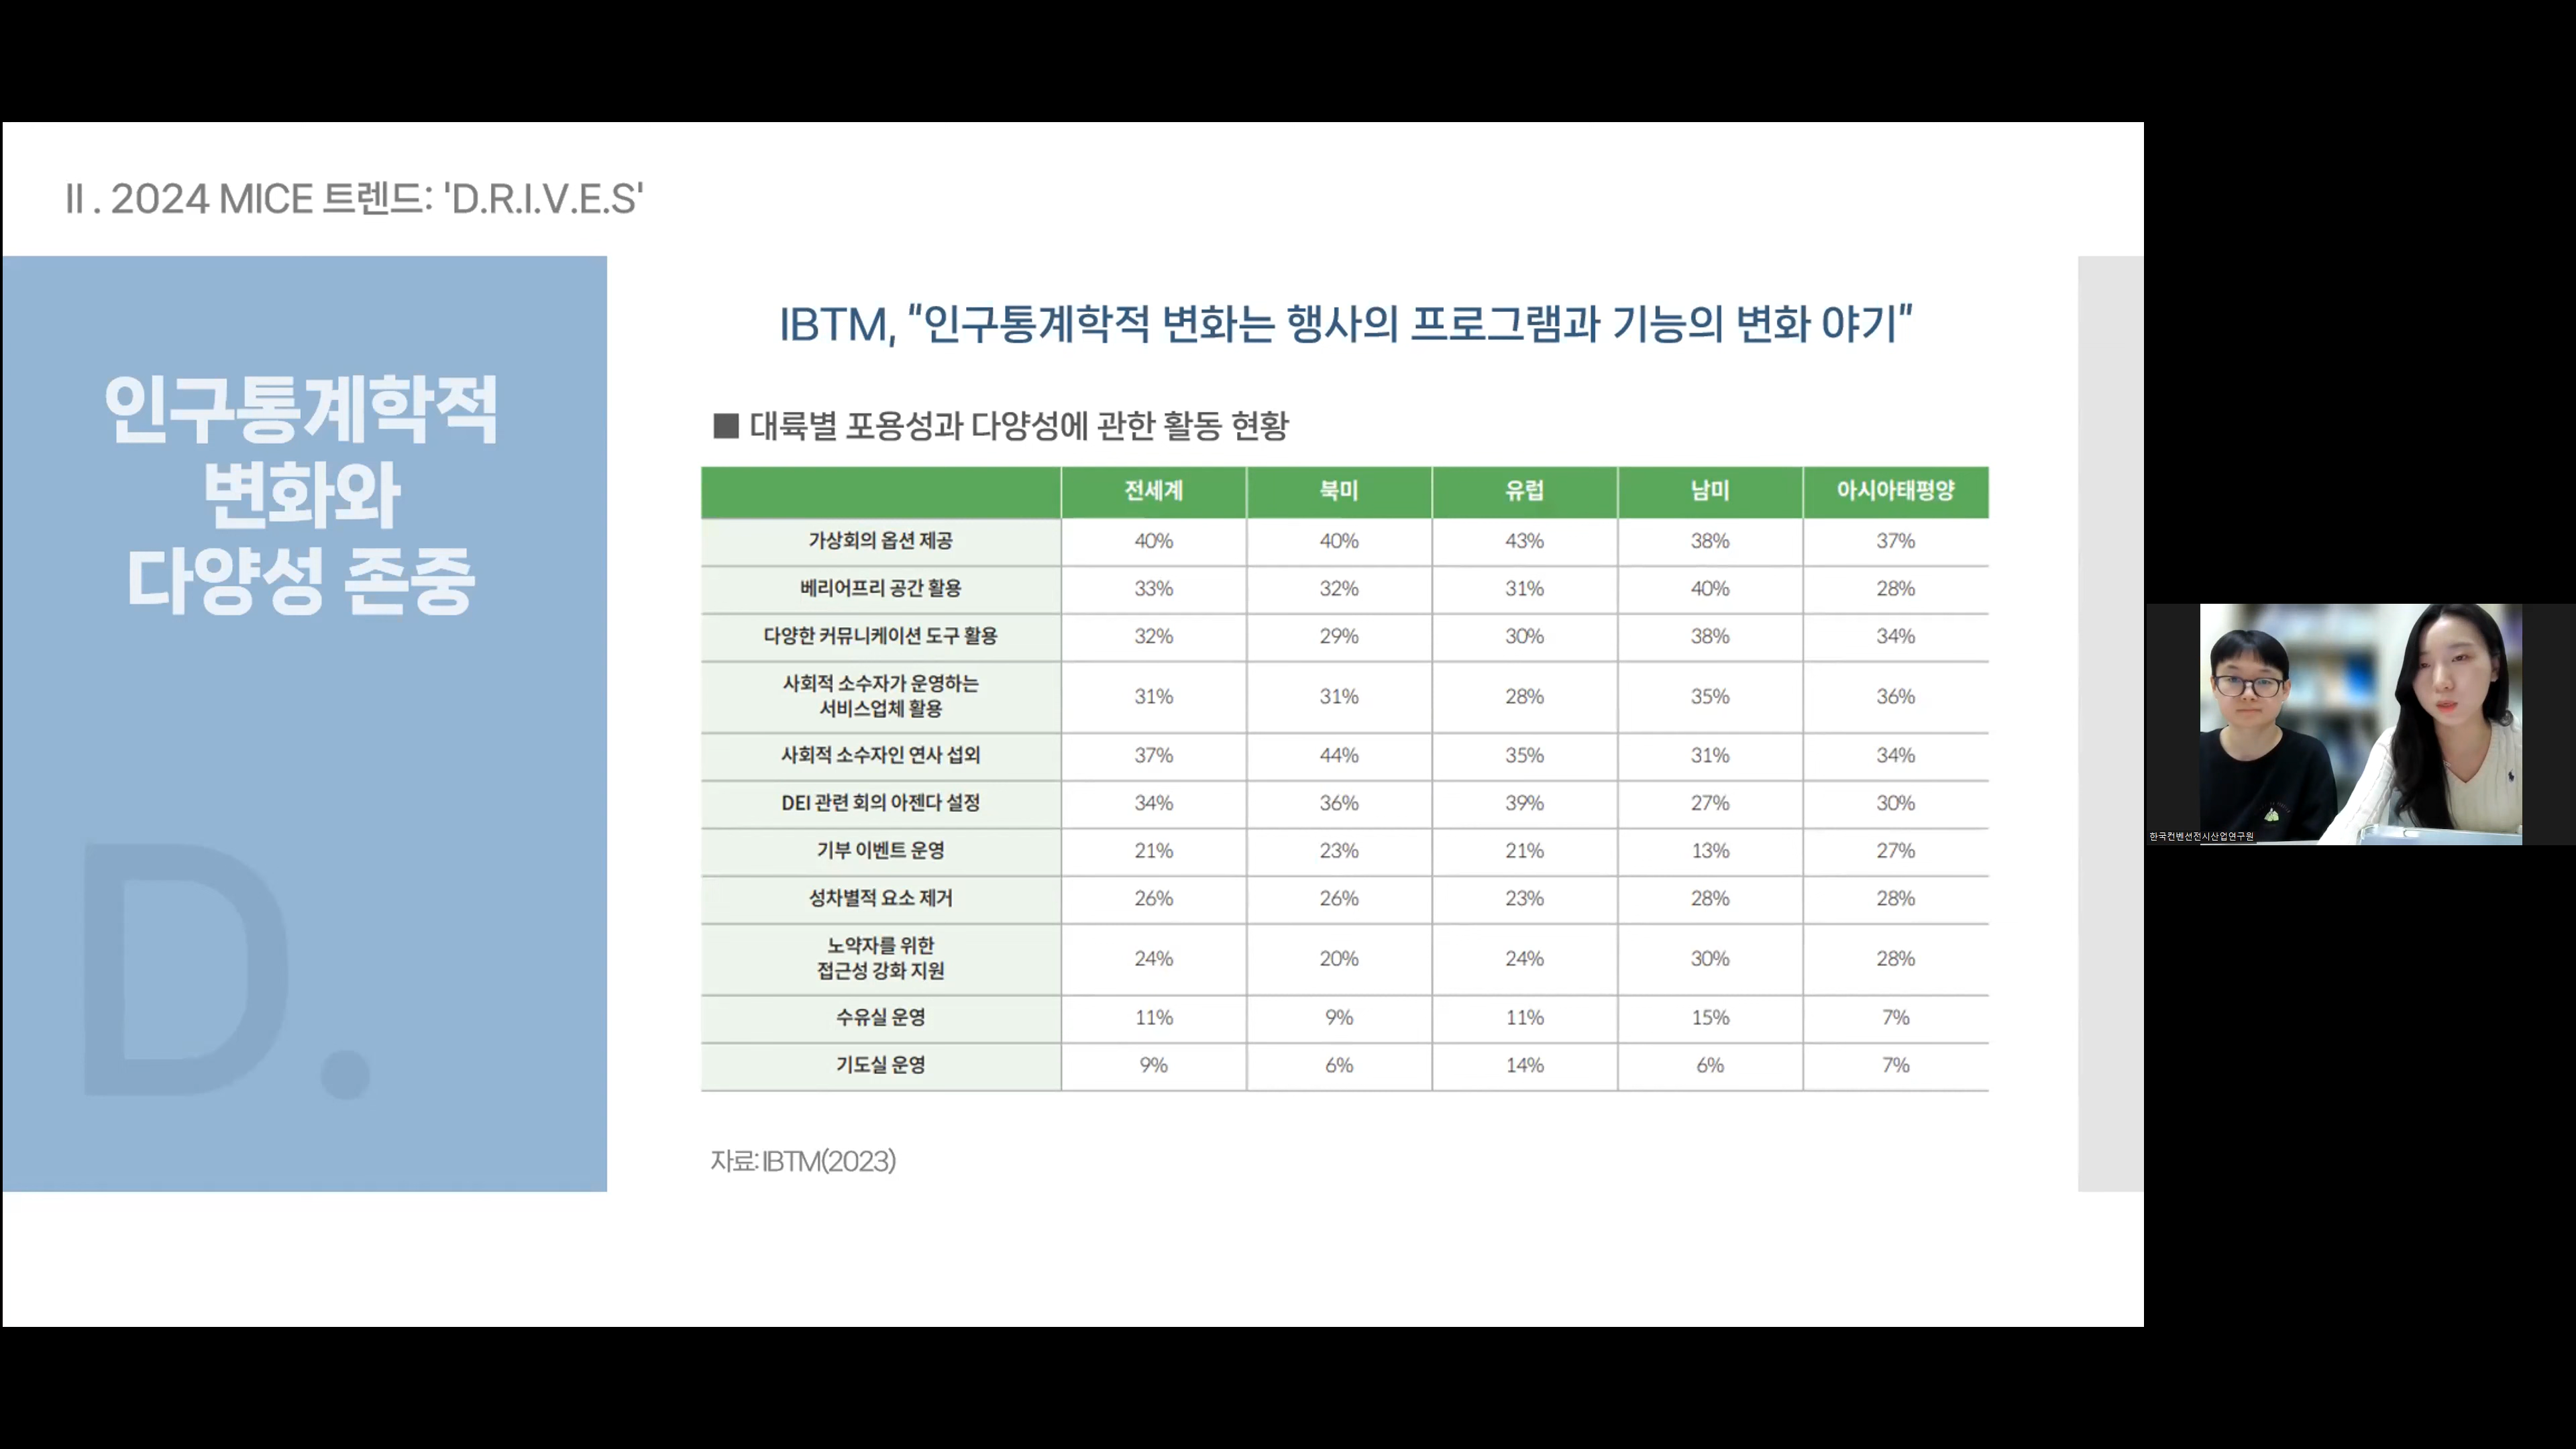 II . 2024 MICE 트렌드: 'D.R.I.V.E.S'
인구통계학적
변화와
다양성 존중
D.
IBTM, "인구통계학적 변화는 행사의 프로그램과 기능의 변화 야기"
■ 대륙별 포용성과 다양성에 관한 활동 현황
전세계 북미 유럽 남미 아시아태평양
가상회의 옵션 제공 40% 40% 43% 38% 37%
베리어프리 공간 활용 33% 32% 31% 40% 28%
다양한 커뮤니케이션 도구 활용 32% 29% 30% 38% 34%
사회적 소수자가 운영하는
서비스업체 활용 31% 31% 28% 35% 36%
사회적 소수자인 연사 섭외 37% 44% 35% 31% 34%
DEI 관련 회의 아젠다 설정 34% 36% 39% 27% 30%
기부 이벤트 운영 21% 23% 21% 13% 27%
성차별적 요소 제거 26% 26% 23% 28% 28%
노약자를 위한
접근성 강화 지원 24% 20% 24% 30% 28%
수유실 운영 11% 9% 11% 15% 7%
기도실 운영 9% 6% 14% 6% 7%
자료: IBTM(2023)
한국컨벤션전시산업연구원